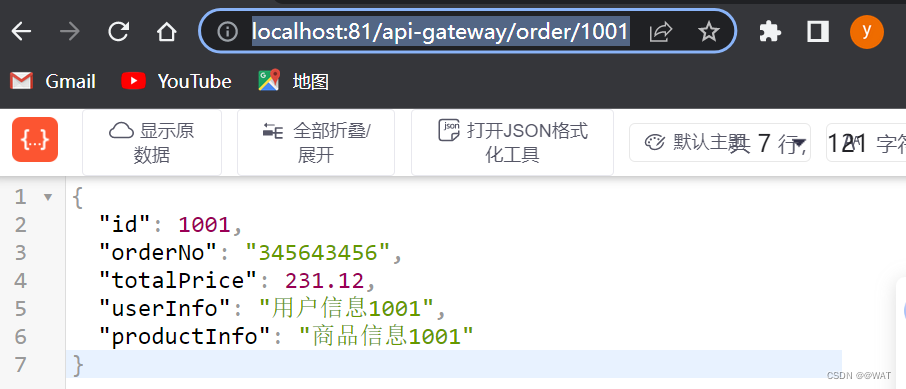 localhost:81/api-gateway/order/1001
y
Gmail YouTube 地图
{...} 显示原 全部折叠/ json 打开JSON格式 默认主题 共 7 行, 121 字符
数据 展开 化工具
1 {
2 "id": 1001,
3 "orderNo": "345643456",
4 "totalPrice": 231.12,
5 "userInfo": "用户信息1001",
6 "productInfo": "商品信息1001"
7 }
CSDN @@WAT